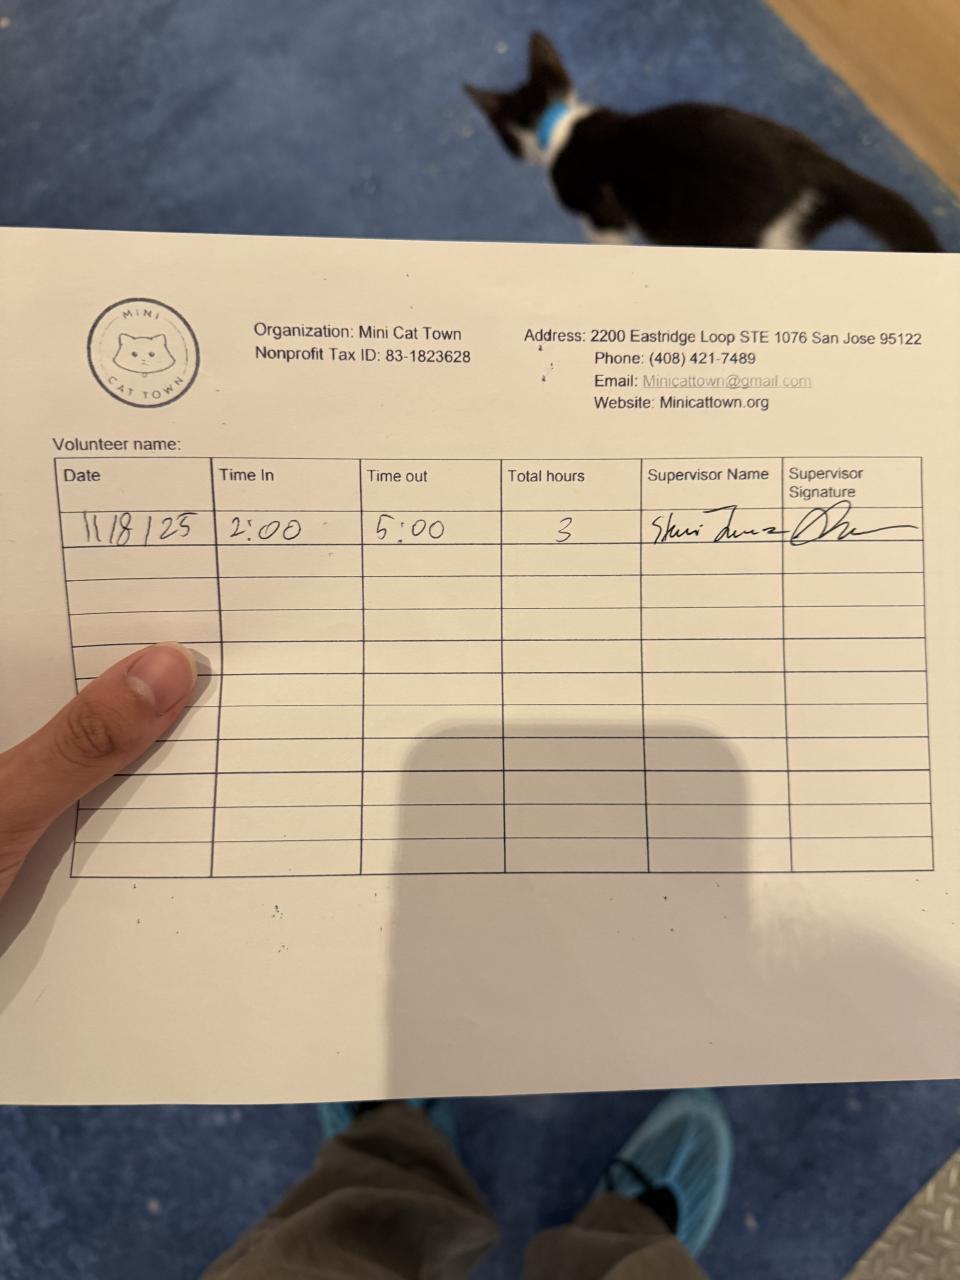 MINI
CAT TOWN
Organization: Mini Cat Town
Nonprofit Tax ID: 83-1823628
Address: 2200 Eastridge Loop STE 1076 San Jose 95122
Phone: (408) 421-7489
Email: Minicattown@gmail.com
Website: Minicattown.org
Volunteer name:
Date Time In Time out Total hours Supervisor Name Supervisor Signature
11/8/25 2:00 5:00 3